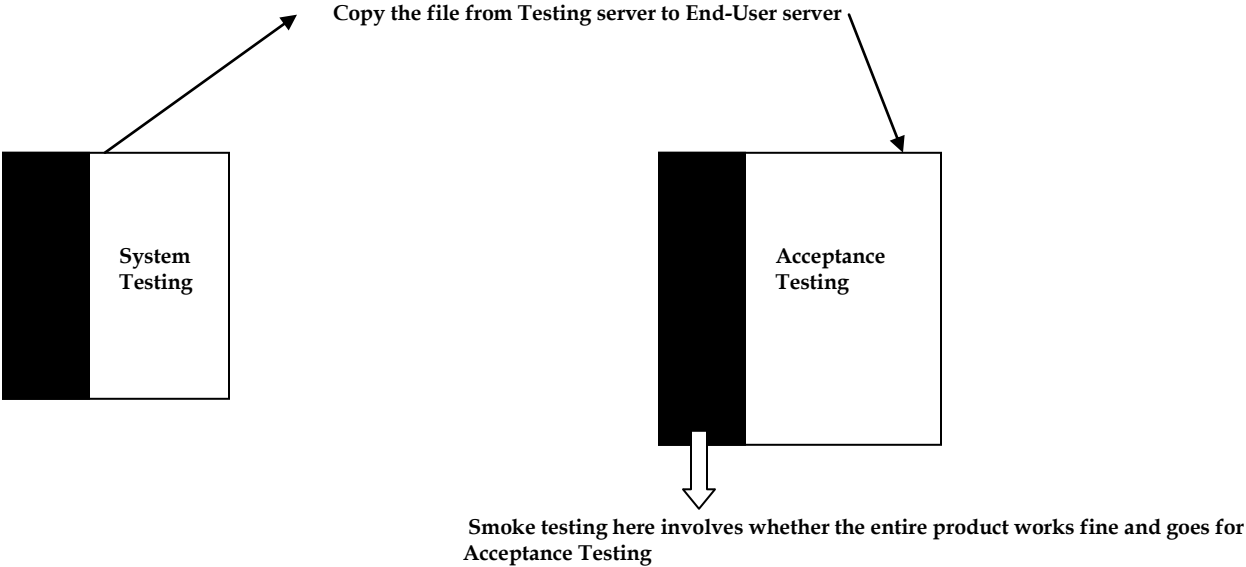 Copy the file from Testing server to End-User server
System
Testing
Acceptance
Testing
Smoke testing here involves whether the entire product works fine and goes for
Acceptance Testing